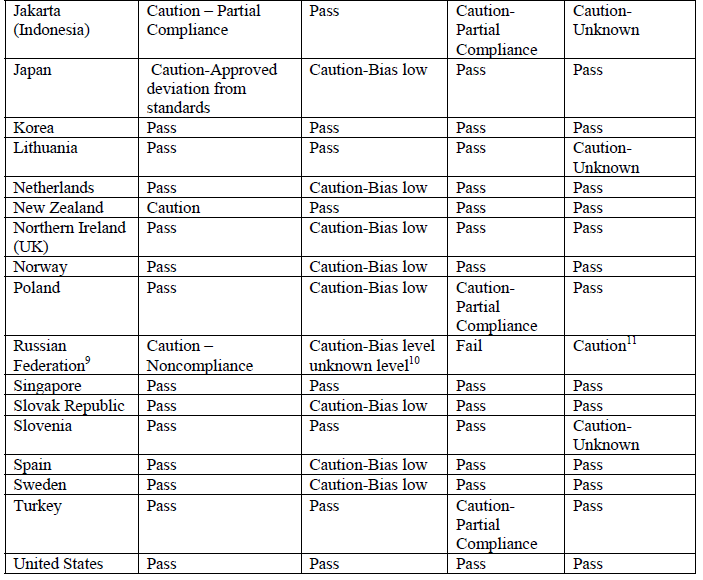 Jakarta (Indonesia) | Caution – Partial Compliance | Pass | Caution-Partial Compliance | Caution-Unknown
Japan | Caution-Approved deviation from standards | Caution-Bias low | Pass | Pass
Korea | Pass | Pass | Pass | Pass
Lithuania | Pass | Pass | Pass | Caution-Unknown
Netherlands | Pass | Caution-Bias low | Pass | Pass
New Zealand | Caution | Pass | Pass | Pass
Northern Ireland (UK) | Pass | Caution-Bias low | Pass | Pass
Norway | Pass | Caution-Bias low | Pass | Pass
Poland | Pass | Caution-Bias low | Caution-Partial Compliance | Pass
Russian Federation9 | Caution – Noncompliance | Caution-Bias level unknown level10 | Fail | Caution11
Singapore | Pass | Pass | Pass | Pass
Slovak Republic | Pass | Caution-Bias low | Pass | Pass
Slovenia | Pass | Pass | Pass | Caution-Unknown
Spain | Pass | Caution-Bias low | Pass | Pass
Sweden | Pass | Caution-Bias low | Pass | Pass
Turkey | Pass | Pass | Caution-Partial Compliance | Pass
United States | Pass | Pass | Pass | Pass